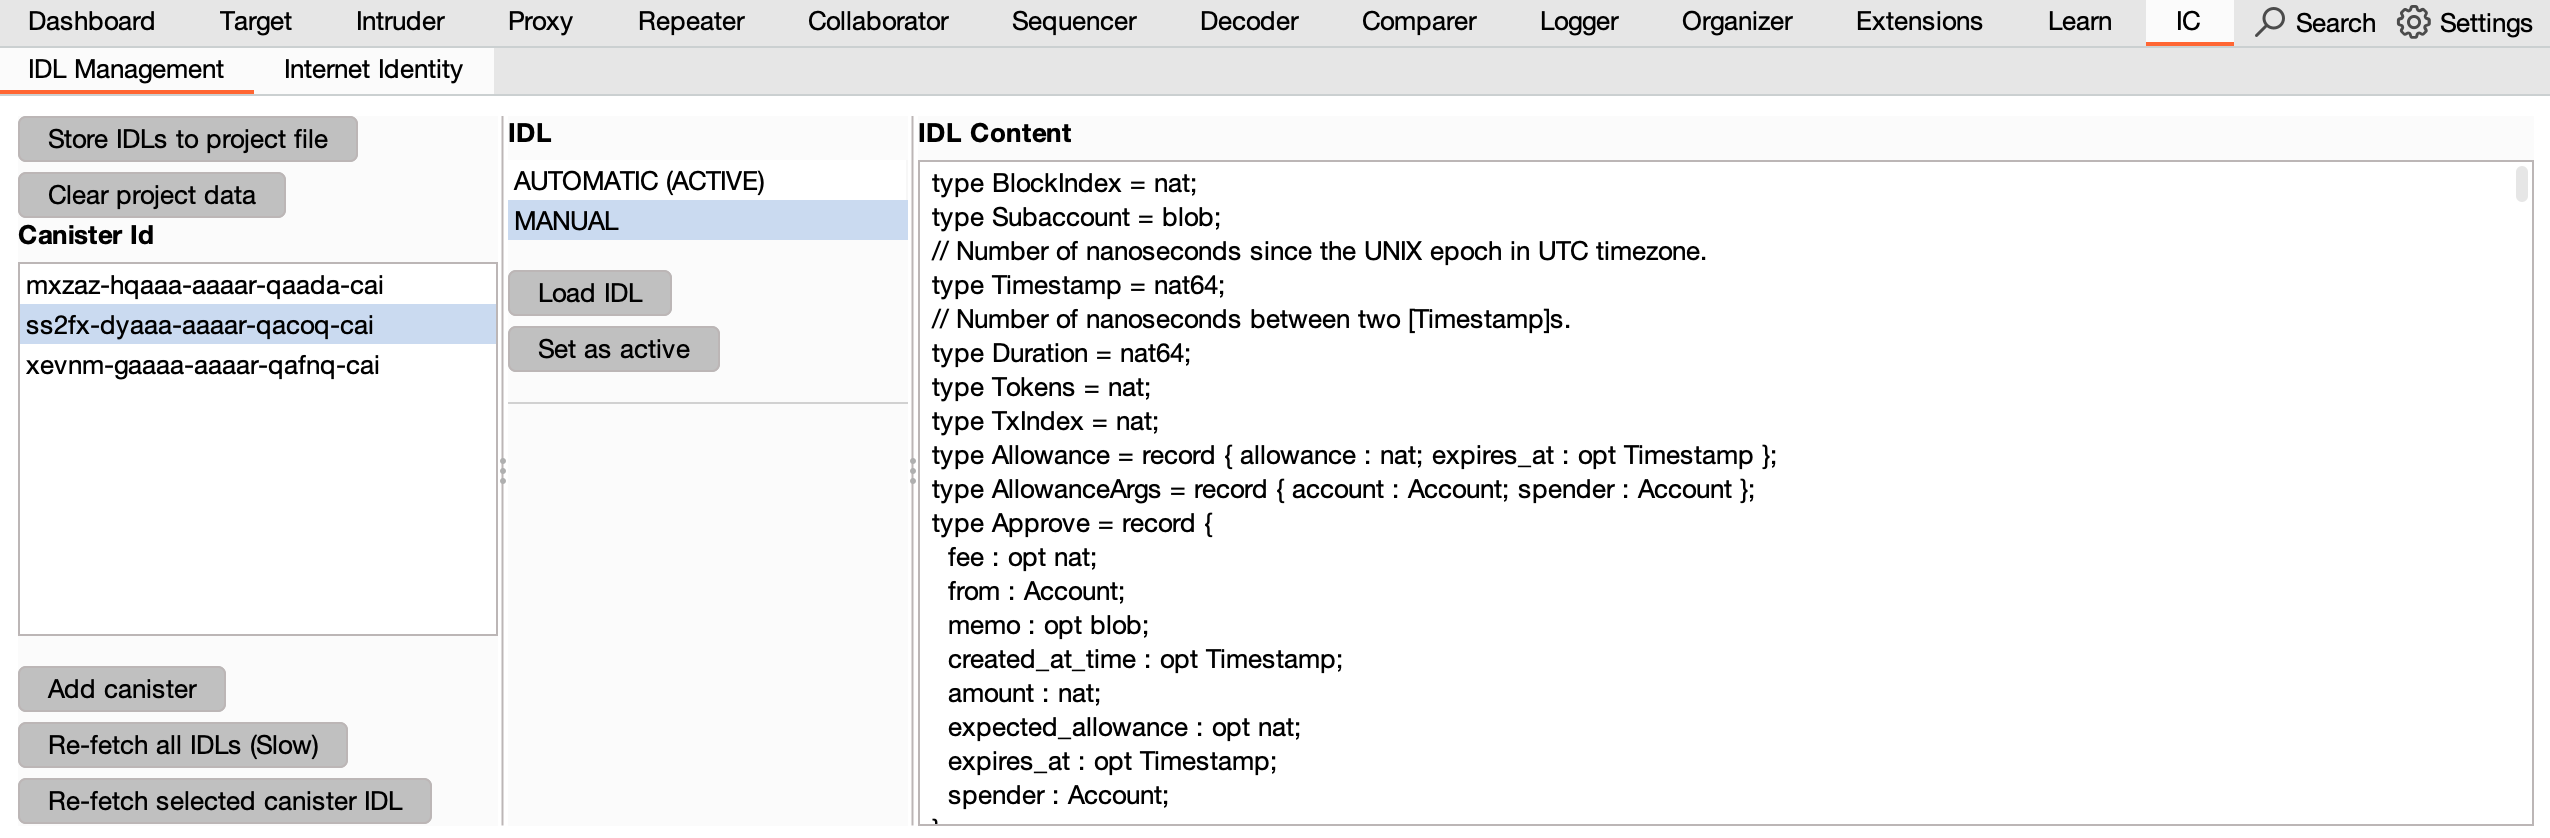 Dashboard Target Intruder Proxy Repeater Collaborator Sequencer Decoder Comparer Logger Organizer Extensions Learn IC Search Settings
IDL Management Internet Identity
Store IDLs to project file
Clear project data
Canister Id
mxzaz-hqaaa-aaaar-qaada-cai
ss2fx-dyaaa-aaaar-qacoq-cai
xevnm-gaaaa-aaaar-qafnq-cai
Add canister
Re-fetch all IDLs (Slow)
Re-fetch selected canister IDL
IDL
AUTOMATIC (ACTIVE)
MANUAL
Load IDL
Set as active
IDL Content
type BlockIndex = nat;
type Subaccount = blob;
// Number of nanoseconds since the UNIX epoch in UTC timezone.
type Timestamp = nat64;
// Number of nanoseconds between two [Timestamp]s.
type Duration = nat64;
type Tokens = nat;
type TxIndex = nat;
type Allowance = record { allowance : nat; expires_at : opt Timestamp };
type AllowanceArgs = record { account : Account; spender : Account };
type Approve = record {
  fee : opt nat;
  from : Account;
  memo : opt blob;
  created_at_time : opt Timestamp;
  amount : nat;
  expected_allowance : opt nat;
  expires_at : opt Timestamp;
  spender : Account;